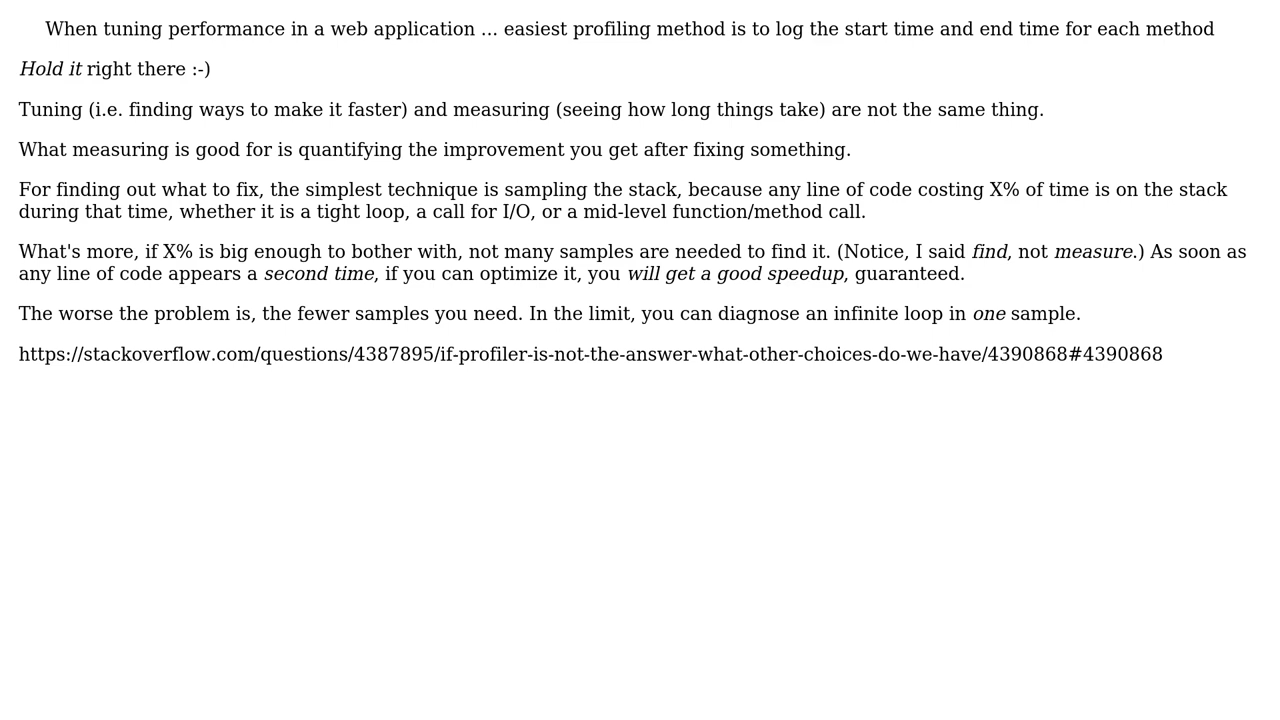 When tuning performance in a web application ... easiest profiling method is to log the start time and end time for each method
Hold it right there :-)
Tuning (i.e. finding ways to make it faster) and measuring (seeing how long things take) are not the same thing.
What measuring is good for is quantifying the improvement you get after fixing something.
For finding out what to fix, the simplest technique is sampling the stack, because any line of code costing X% of time is on the stack
during that time, whether it is a tight loop, a call for I/O, or a mid-level function/method call.
What's more, if X% is big enough to bother with, not many samples are needed to find it. (Notice, I said find, not measure.) As soon as
any line of code appears a second time, if you can optimize it, you will get a good speedup, guaranteed.
The worse the problem is, the fewer samples you need. In the limit, you can diagnose an infinite loop in one sample.
https://stackoverflow.com/questions/4387895/if-profiler-is-not-the-answer-what-other-choices-do-we-have/4390868#4390868